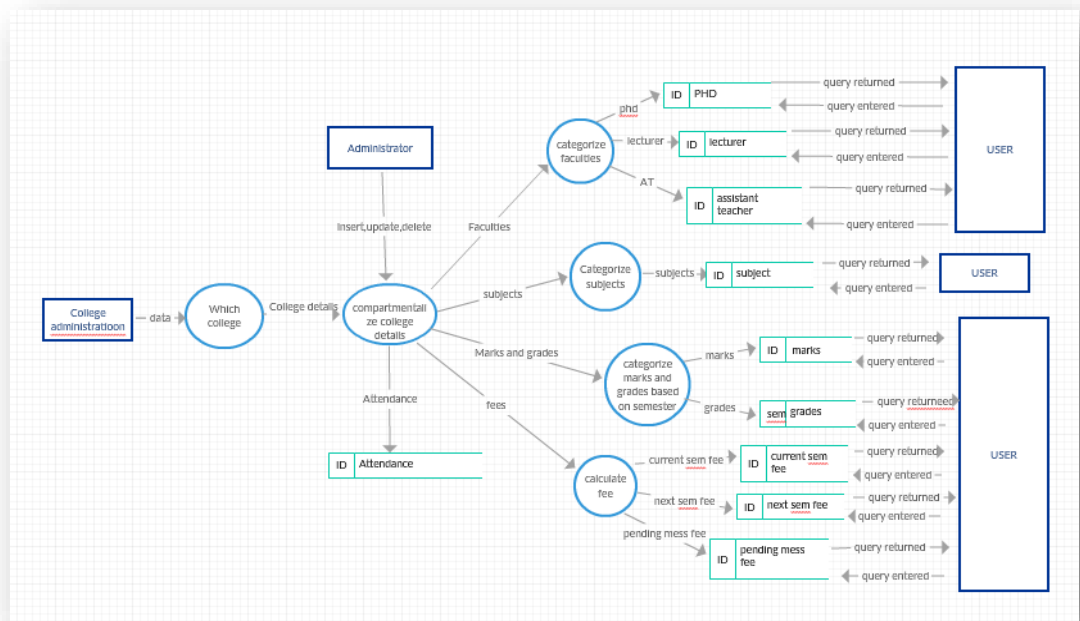 Administrator
Insert,update,delete
College
administratioon
data
Which
college
College details
compartmentali
ze college
details
Attendance
ID
Attendance
Faculties
subjects
Marks and grades
fees
categorize
faculties
phd
lecturer
AT
ID
PHD
query returned
query entered
ID
lecturer
query returned
query entered
ID
assistant
teacher
query returned
query entered
USER
Categorize
subjects
subjects
ID
subject
query returned
query entered
USER
categorize
marks and
grades based
on semester
marks
grades
ID
marks
query returned
query entered
sem
grades
query returneed
query entered
calculate
fee
current sem fee
next sem fee
pending mess fee
ID
current sem
fee
query returned
query entered
ID
next sem fee
query returned
query entered
ID
pending mess
fee
query returned
query entered
USER